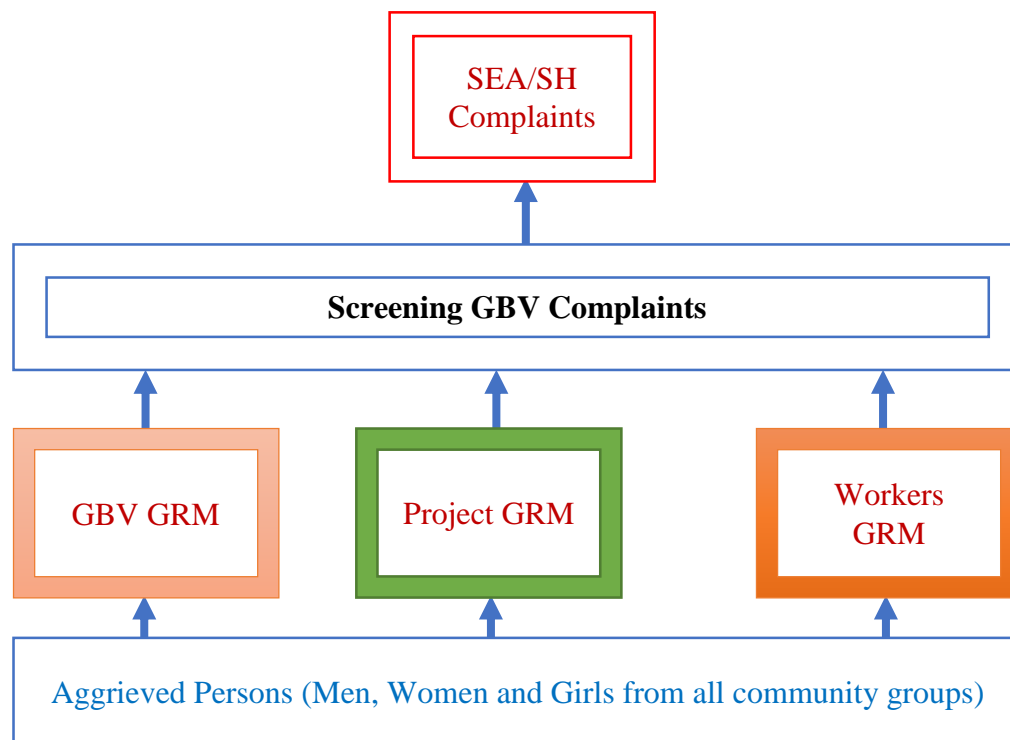 SEA/SH
Complaints
Screening GBV Complaints
GBV GRM
Project GRM
Workers
GRM
Aggrieved Persons (Men, Women and Girls from all community groups)